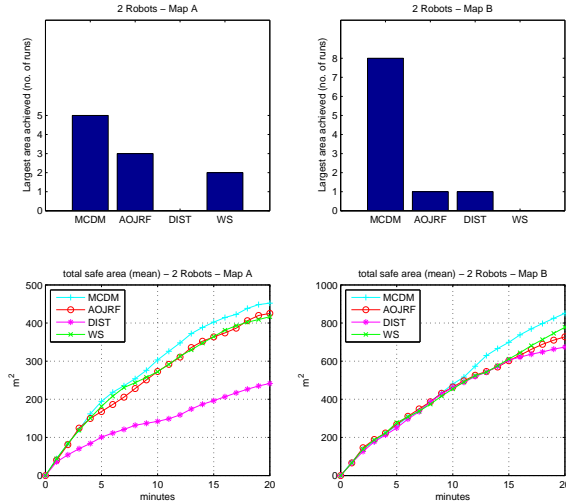 2 Robots – Map A
Largest area achieved (no. of runs)
5
4
3
2
1
0
MCDM AOJRF DIST WS
2 Robots – Map B
Largest area achieved (no. of runs)
8
7
6
5
4
3
2
1
0
MCDM AOJRF DIST WS
total safe area (mean) – 2 Robots – Map A
MCDM
AOJRF
DIST
WS
m²
500
400
300
200
100
0
0 5 10 15 20
minutes
total safe area (mean) – 2 Robots – Map B
MCDM
AOJRF
DIST
WS
m²
1000
800
600
400
200
0
0 5 10 15 20
minutes